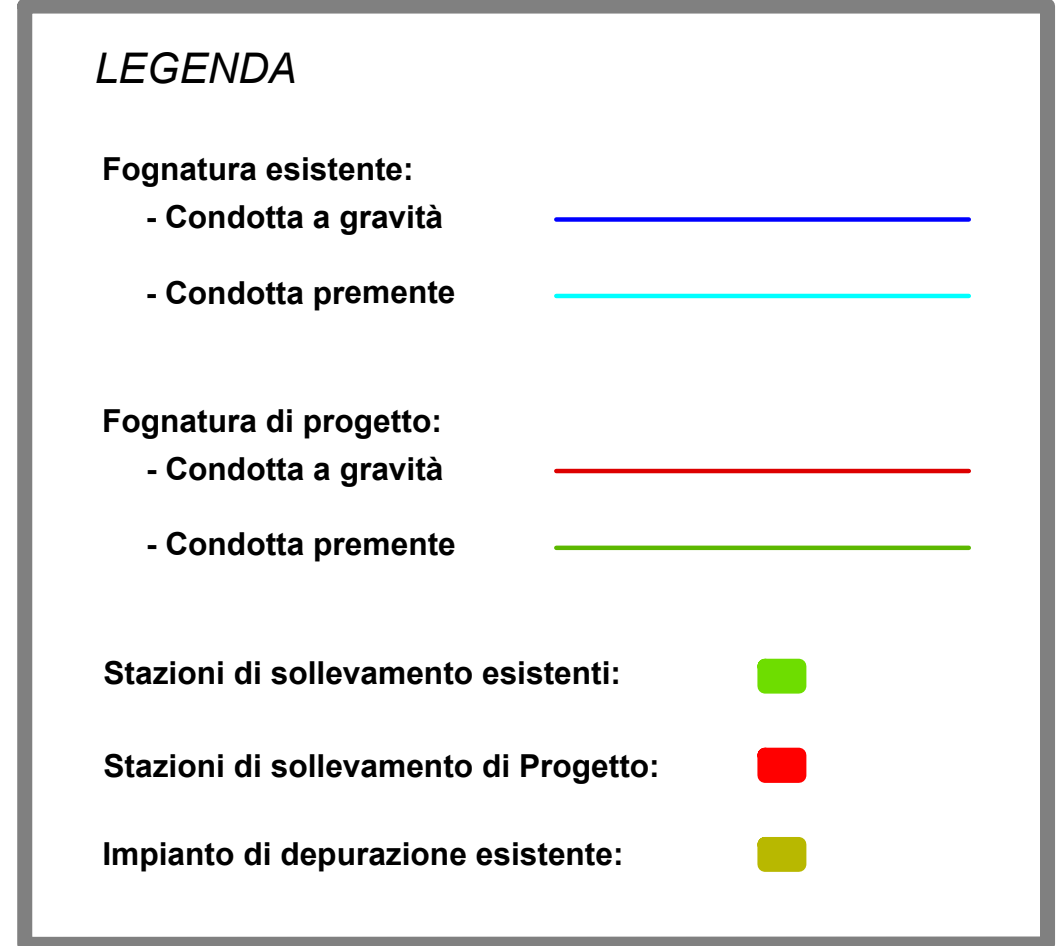 LEGENDA
Fognatura esistente:
- Condotta a gravità
- Condotta premente
Fognatura di progetto:
- Condotta a gravità
- Condotta premente
Stazioni di sollevamento esistenti:
Stazioni di sollevamento di Progetto:
Impianto di depurazione esistente: